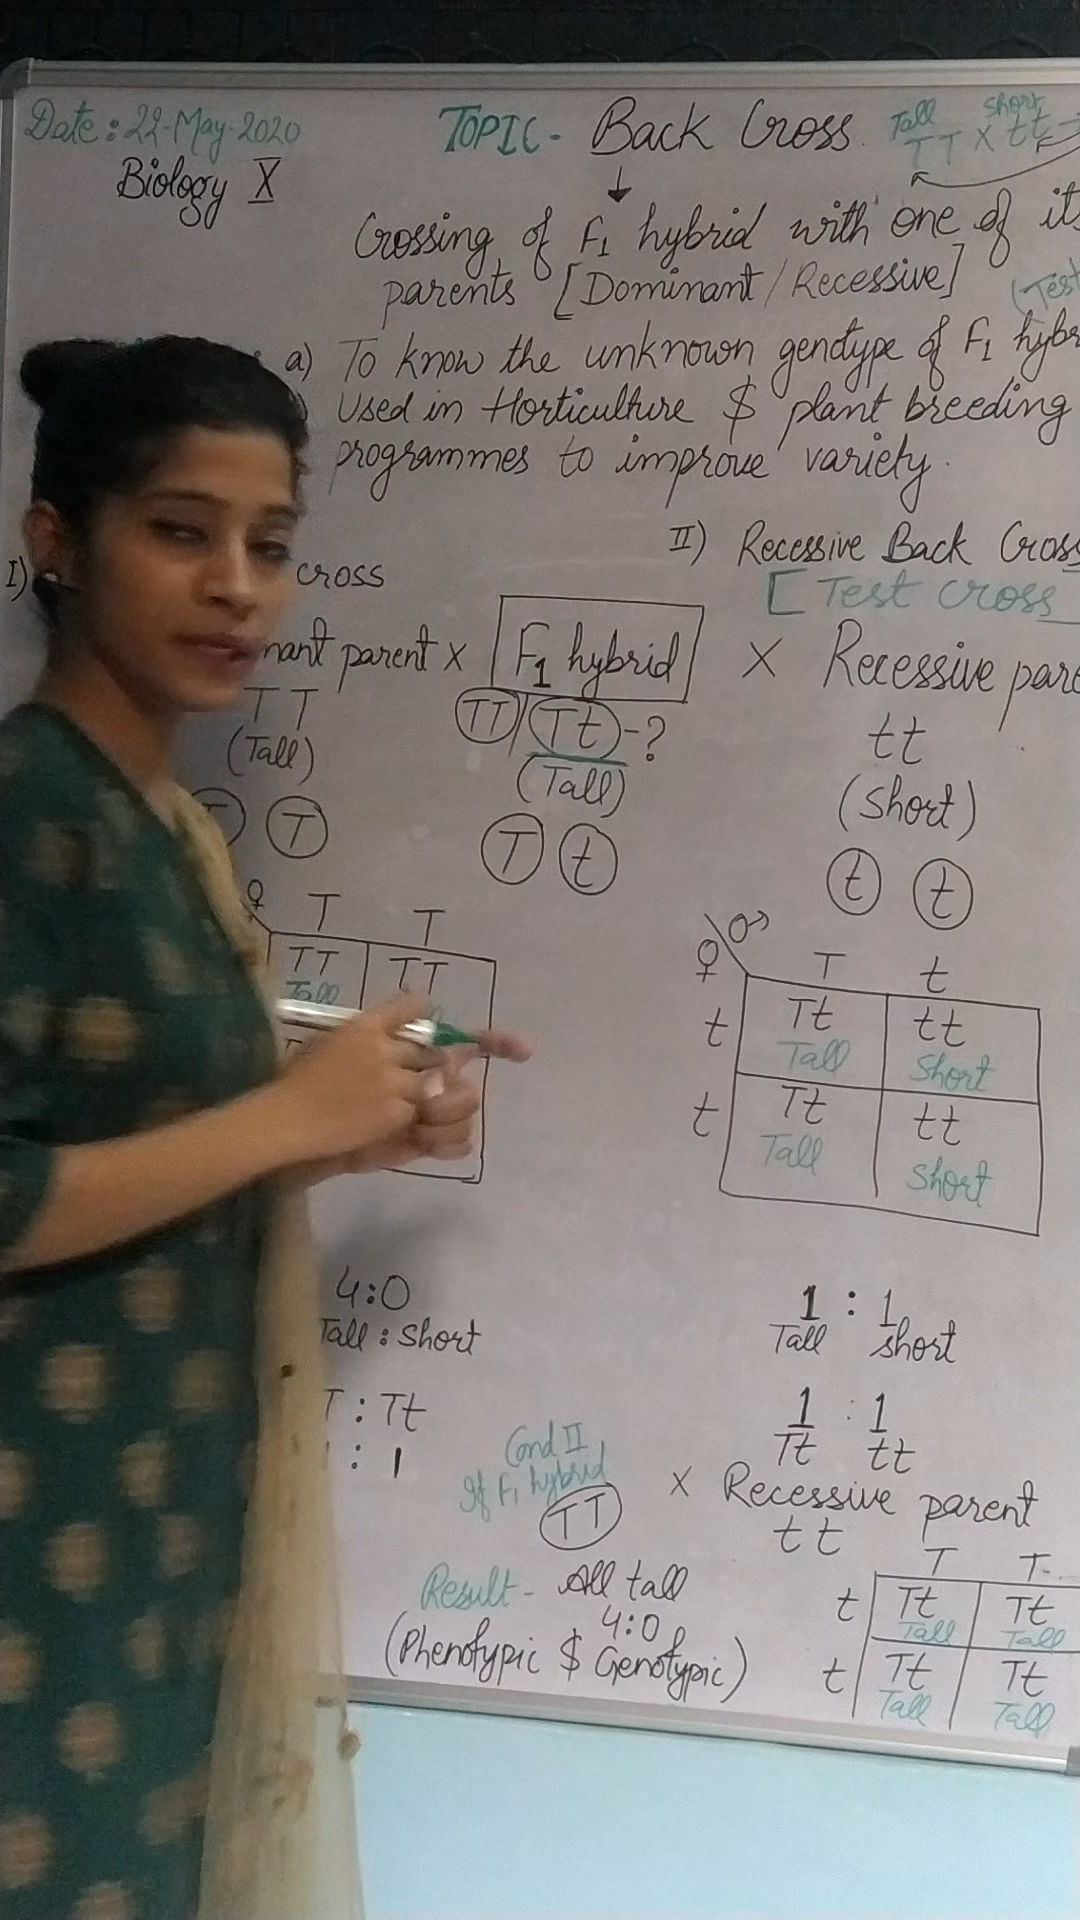 Date: 22-May-2020
TOPIC- Back Cross.
Tall short
TT X tt
Biology X
Crossing of F1 hybrid with one of its
parents [Dominant/Recessive]
(Test
a) To know the unknown genotype of F1 hybr
) Used in Horticulture $ plant breeding
programmes to improve variety.
I) cross
II) Recessive Back Cross
[Test cross
nant parent X F1 hybrid X Recessive pare
TT TT/Tt-? tt
(Tall) (Tall) (short)
T T T t t t
♀ T T
TT TT
Tall
♀ ♂ T t
t Tt tt
Tall Short
t Tt tt
Tall Short
4:0
Tall : Short
T : Tt
: 1
1 : 1
Tall short
1 : 1
Tt tt
Cond II
If F1 hybrid
TT X Recessive parent
tt
Result- All tall
4:0
(Phenotypic $ Genotypic)
T T
t Tt Tt
Tall Tall
t Tt Tt
Tall Tall